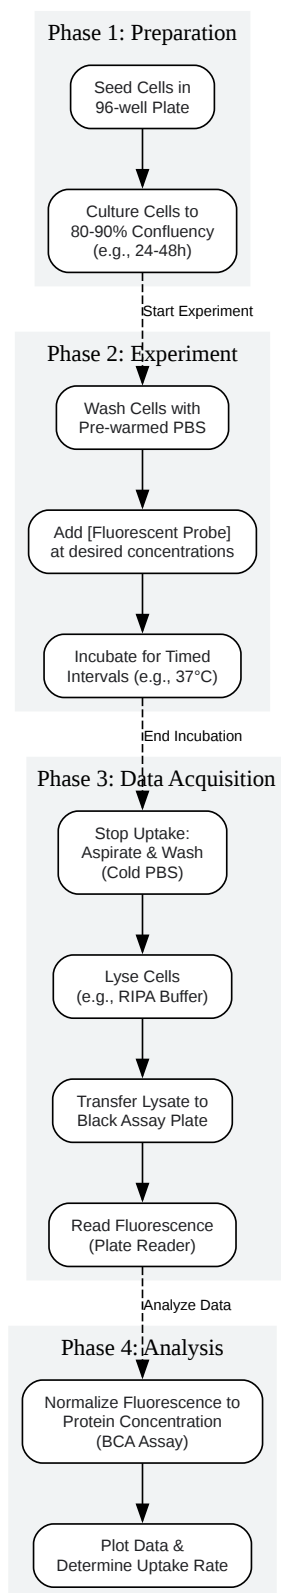 Phase 1: Preparation
Seed Cells in
96-well Plate
Culture Cells to
80-90% Confluency
(e.g., 24-48h)
Start Experiment
Phase 2: Experiment
Wash Cells with
Pre-warmed PBS
Add [Fluorescent Probe]
at desired concentrations
Incubate for Timed
Intervals (e.g., 37°C)
End Incubation
Phase 3: Data Acquisition
Stop Uptake:
Aspirate & Wash
(Cold PBS)
Lyse Cells
(e.g., RIPA Buffer)
Transfer Lysate to
Black Assay Plate
Read Fluorescence
(Plate Reader)
Analyze Data
Phase 4: Analysis
Normalize Fluorescence to
Protein Concentration
(BCA Assay)
Plot Data &
Determine Uptake Rate